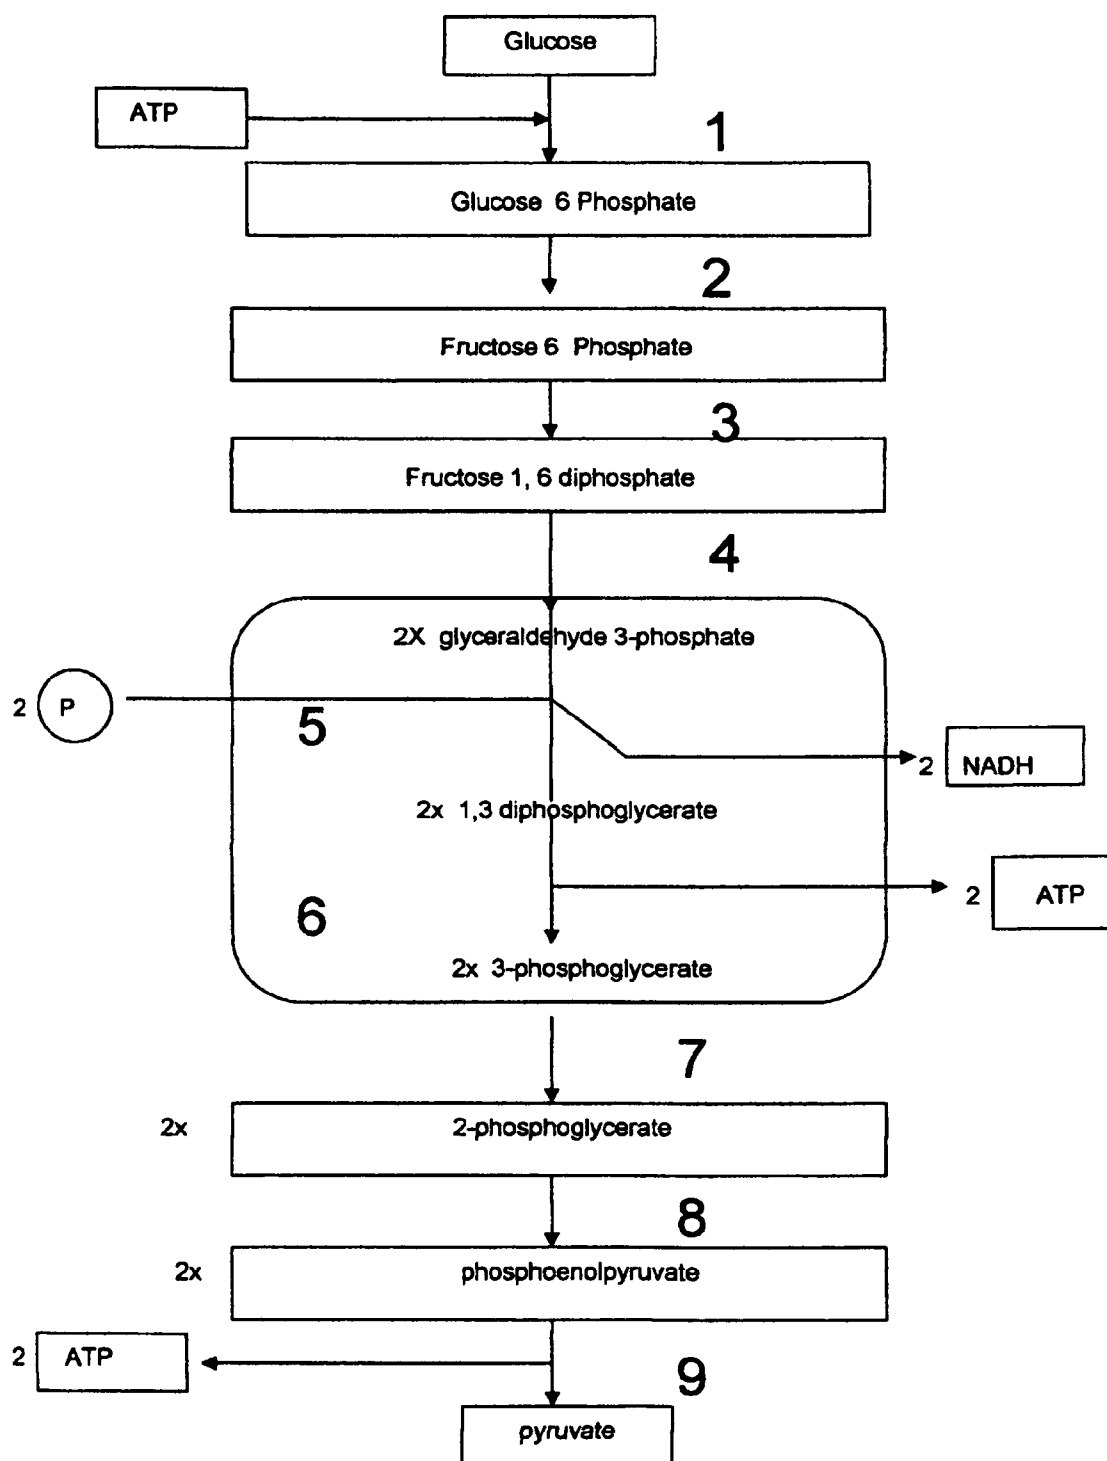 Glucose
ATP
1
Glucose 6 Phosphate
2
Fructose 6 Phosphate
3
Fructose 1, 6 diphosphate
4
2X glyceraldehyde 3-phosphate
2 P
5
2 NADH
2x 1,3 diphosphoglycerate
2 ATP
6
2x 3-phosphoglycerate
7
2x 2-phosphoglycerate
8
2x phosphoenolpyruvate
2 ATP
9
pyruvate